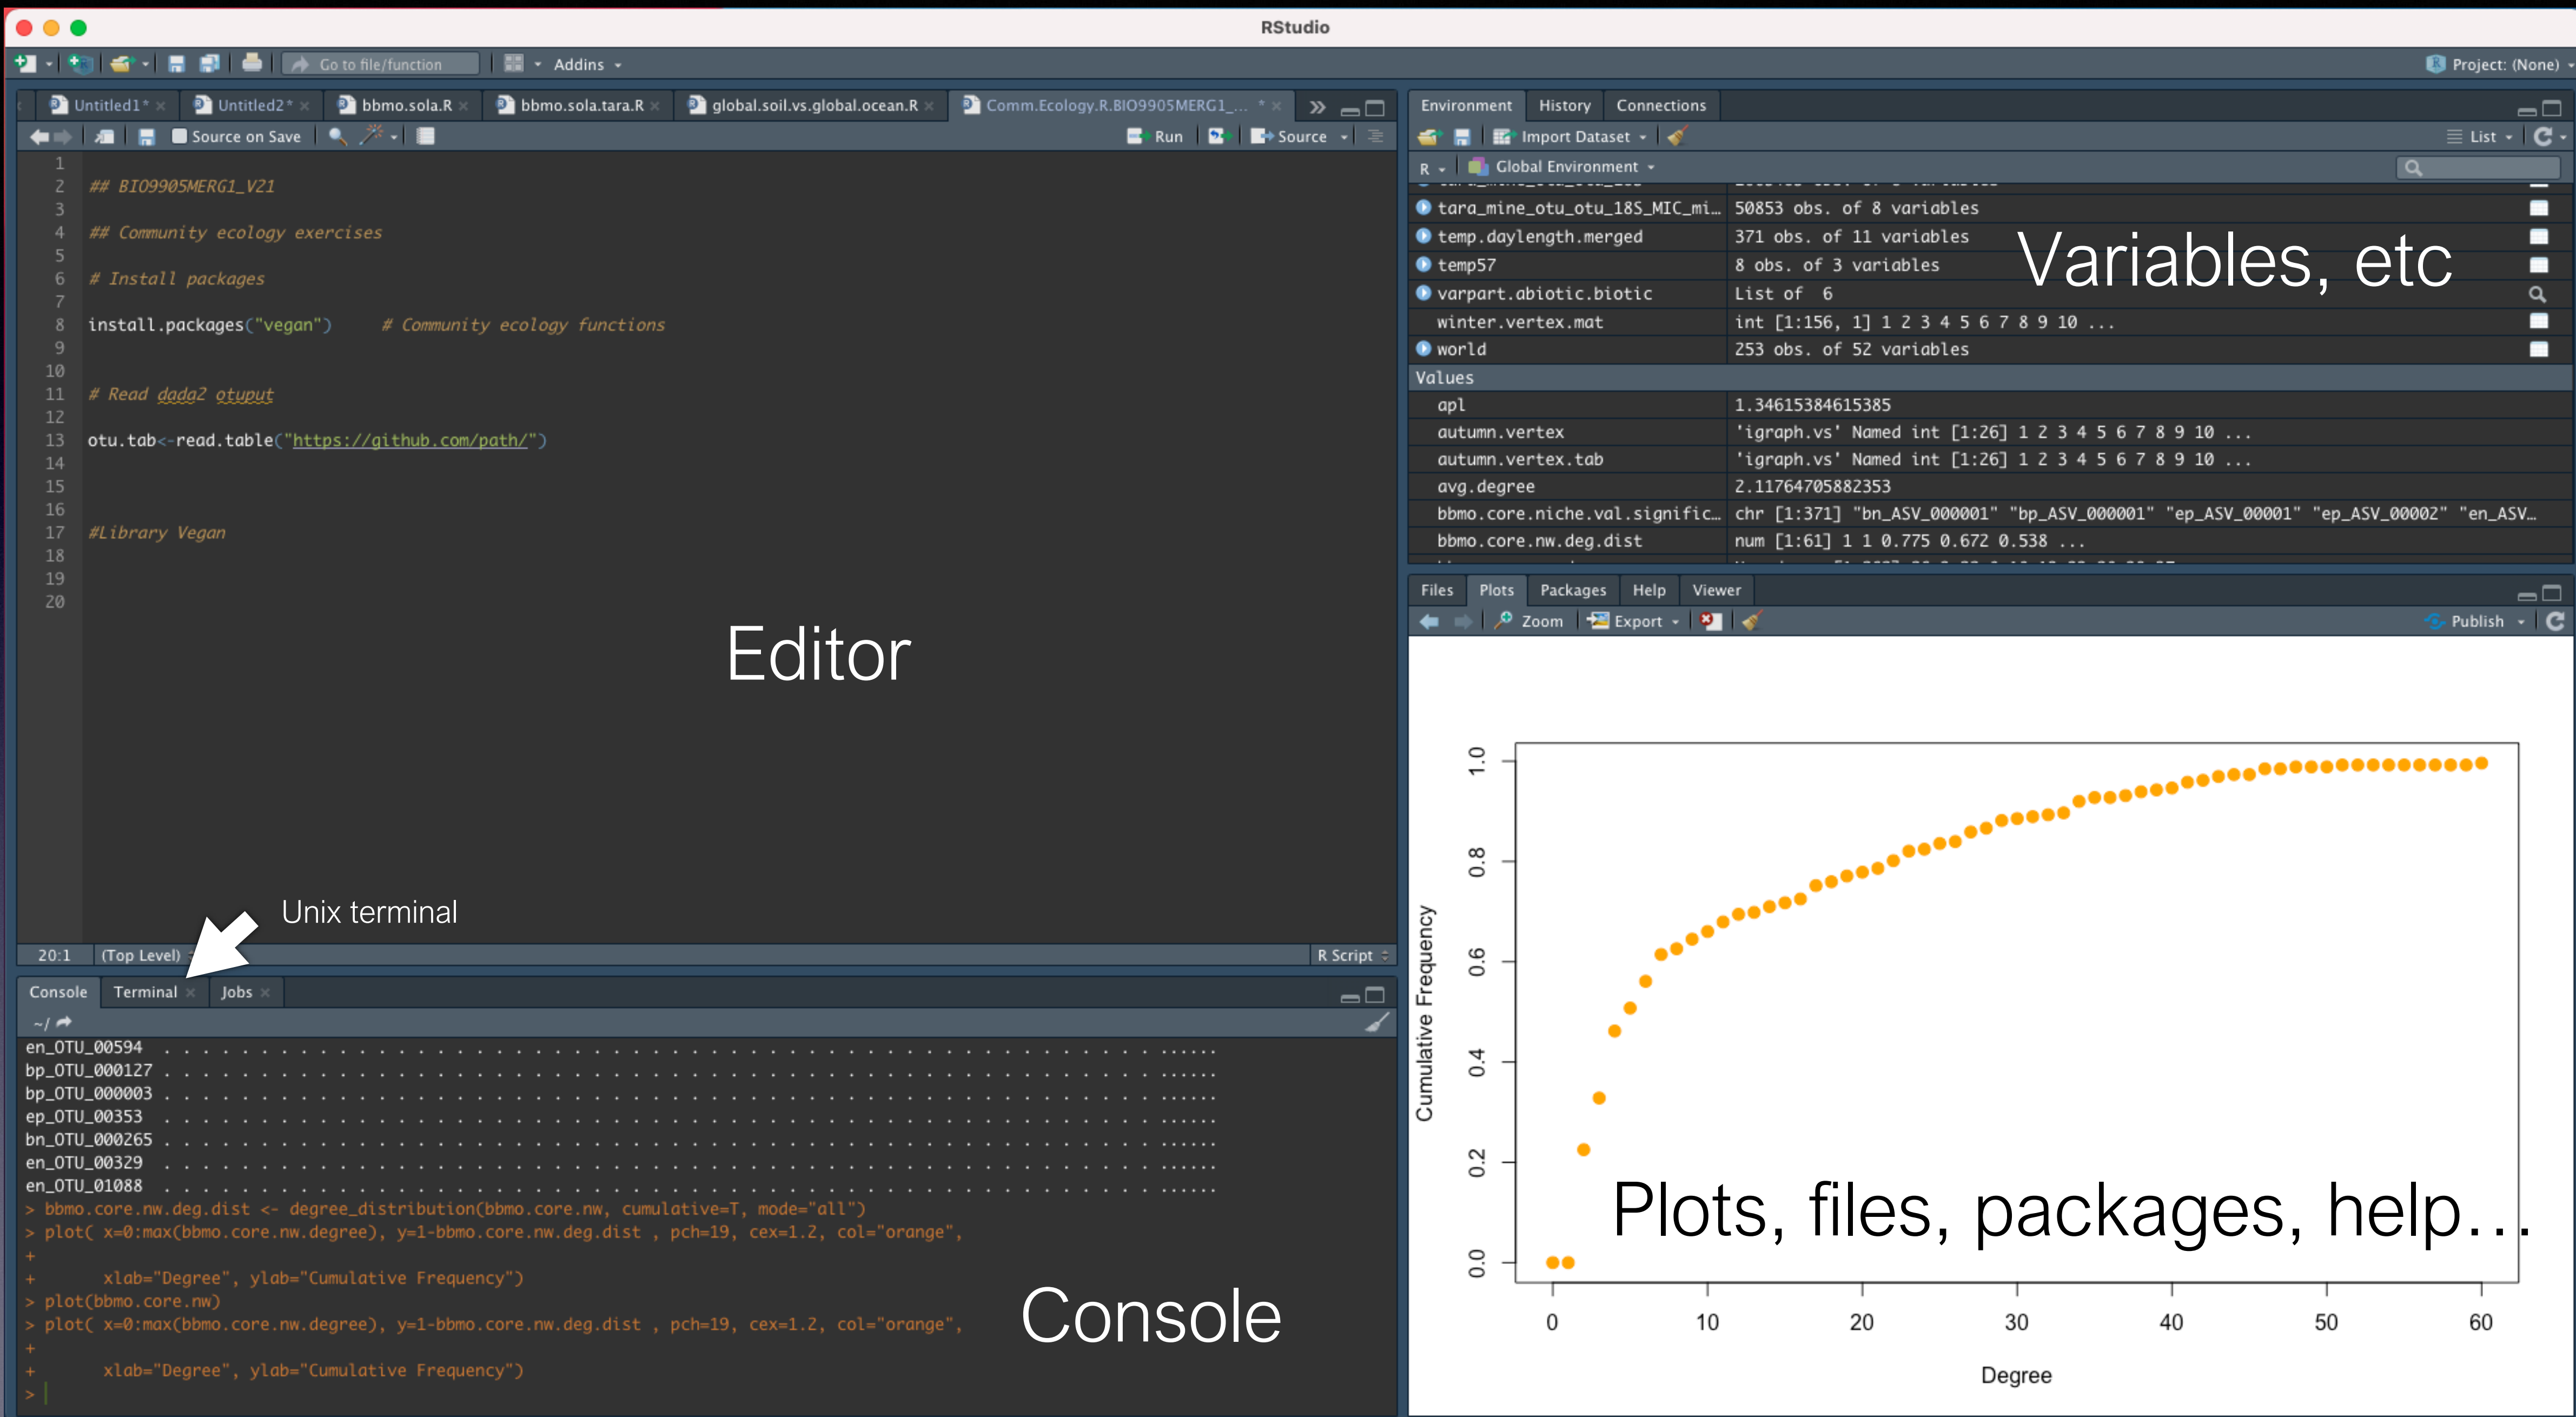 RStudio
Go to file/function
Addins
Project: (None)
Untitled1*
Untitled2*
bbmo.sola.R
bbmo.sola.tara.R
global.soil.vs.global.ocean.R
Comm.Ecology.R.BIO9905MERG1_... *
Source on Save
Run
Source
1
2 ## BIO9905MERG1_V21
3
4 ## Community ecology exercises
5
6 # Install packages
7
8 install.packages("vegan") # Community ecology functions
9
10
11 # Read dada2 otuput
12
13 otu.tab<-read.table("https://github.com/path/")
14
15
16
17 #Library Vegan
18
19
20
Editor
Unix terminal
20:1 (Top Level) R Script
Console Terminal Jobs
~/
en_OTU_00594 . . . . . . . . . . . . . . . . . . . . . . . . . . . . . . . . . . . . . . . . . . . . . . . . . . . ......
bp_OTU_000127 . . . . . . . . . . . . . . . . . . . . . . . . . . . . . . . . . . . . . . . . . . . . . . . . . . . ......
bp_OTU_000003 . . . . . . . . . . . . . . . . . . . . . . . . . . . . . . . . . . . . . . . . . . . . . . . . . . . ......
ep_OTU_00353 . . . . . . . . . . . . . . . . . . . . . . . . . . . . . . . . . . . . . . . . . . . . . . . . . . . ......
bn_OTU_000265 . . . . . . . . . . . . . . . . . . . . . . . . . . . . . . . . . . . . . . . . . . . . . . . . . . . ......
en_OTU_00329 . . . . . . . . . . . . . . . . . . . . . . . . . . . . . . . . . . . . . . . . . . . . . . . . . . . ......
en_OTU_01088 . . . . . . . . . . . . . . . . . . . . . . . . . . . . . . . . . . . . . . . . . . . . . . . . . . . ......
> bbmo.core.nw.deg.dist <- degree_distribution(bbmo.core.nw, cumulative=T, mode="all")
> plot( x=0:max(bbmo.core.nw.degree), y=1-bbmo.core.nw.deg.dist , pch=19, cex=1.2, col="orange",
+
+ xlab="Degree", ylab="Cumulative Frequency")
> plot(bbmo.core.nw)
> plot( x=0:max(bbmo.core.nw.degree), y=1-bbmo.core.nw.deg.dist , pch=19, cex=1.2, col="orange",
+
+ xlab="Degree", ylab="Cumulative Frequency")
>
Console
Environment History Connections
Import Dataset
List
R Global Environment
tara_mine_otu_otu_18S_MIC_mi… 50853 obs. of 8 variables
temp.daylength.merged 371 obs. of 11 variables
temp57 8 obs. of 3 variables
varpart.abiotic.biotic List of 6
winter.vertex.mat int [1:156, 1] 1 2 3 4 5 6 7 8 9 10 ...
world 253 obs. of 52 variables
Variables, etc
Values
apl 1.34615384615385
autumn.vertex 'igraph.vs' Named int [1:26] 1 2 3 4 5 6 7 8 9 10 ...
autumn.vertex.tab 'igraph.vs' Named int [1:26] 1 2 3 4 5 6 7 8 9 10 ...
avg.degree 2.11764705882353
bbmo.core.niche.val.signific… chr [1:371] "bn_ASV_000001" "bp_ASV_000001" "ep_ASV_00001" "ep_ASV_00002" "en_ASV…
bbmo.core.nw.deg.dist num [1:61] 1 1 0.775 0.672 0.538 ...
Files Plots Packages Help Viewer
Zoom Export Publish
Cumulative Frequency
1.0
0.8
0.6
0.4
0.2
0.0
0 10 20 30 40 50 60
Degree
Plots, files, packages, help…